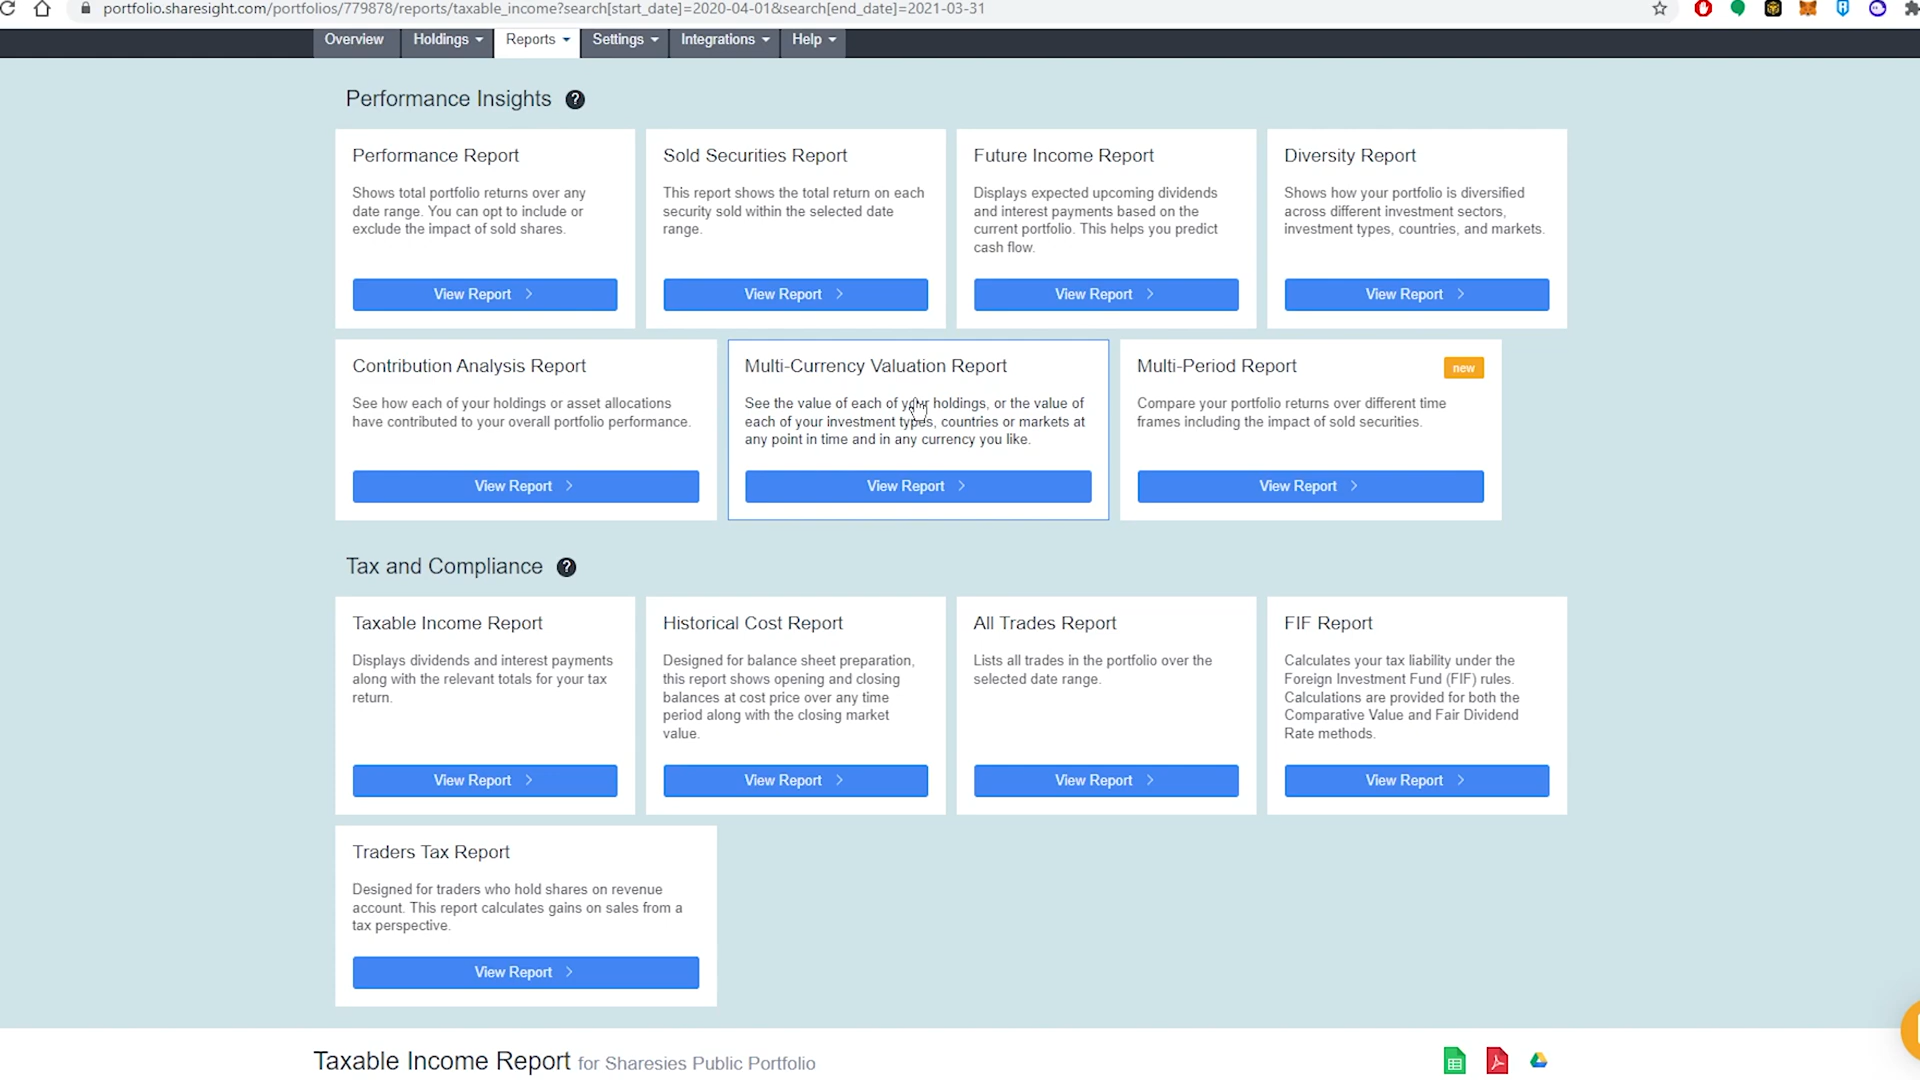 portfolio.sharesight.com/portfolios/779878/reports/taxable_income?search[start_date]=2020-04-01&search[end_date]=2021-03-31
Overview Holdings Reports Settings Integrations Help
Performance Insights ?
Performance Report
Shows total portfolio returns over any
date range. You can opt to include or
exclude the impact of sold shares.
View Report
Sold Securities Report
This report shows the total return on each
security sold within the selected date
range.
View Report
Future Income Report
Displays expected upcoming dividends
and interest payments based on the
current portfolio. This helps you predict
cash flow.
View Report
Diversity Report
Shows how your portfolio is diversified
across different investment sectors,
investment types, countries, and markets.
View Report
Contribution Analysis Report
See how each of your holdings or asset allocations
have contributed to your overall portfolio performance.
View Report
Multi-Currency Valuation Report
See the value of each of your holdings, or the value of
each of your investment types, countries or markets at
any point in time and in any currency you like.
View Report
Multi-Period Report new
Compare your portfolio returns over different time
frames including the impact of sold securities.
View Report
Tax and Compliance ?
Taxable Income Report
Displays dividends and interest payments
along with the relevant totals for your tax
return.
View Report
Historical Cost Report
Designed for balance sheet preparation,
this report shows opening and closing
balances at cost price over any time
period along with the closing market
value.
View Report
All Trades Report
Lists all trades in the portfolio over the
selected date range.
View Report
FIF Report
Calculates your tax liability under the
Foreign Investment Fund (FIF) rules.
Calculations are provided for both the
Comparative Value and Fair Dividend
Rate methods.
View Report
Traders Tax Report
Designed for traders who hold shares on revenue
account. This report calculates gains on sales from a
tax perspective.
View Report
Taxable Income Report for Sharesies Public Portfolio